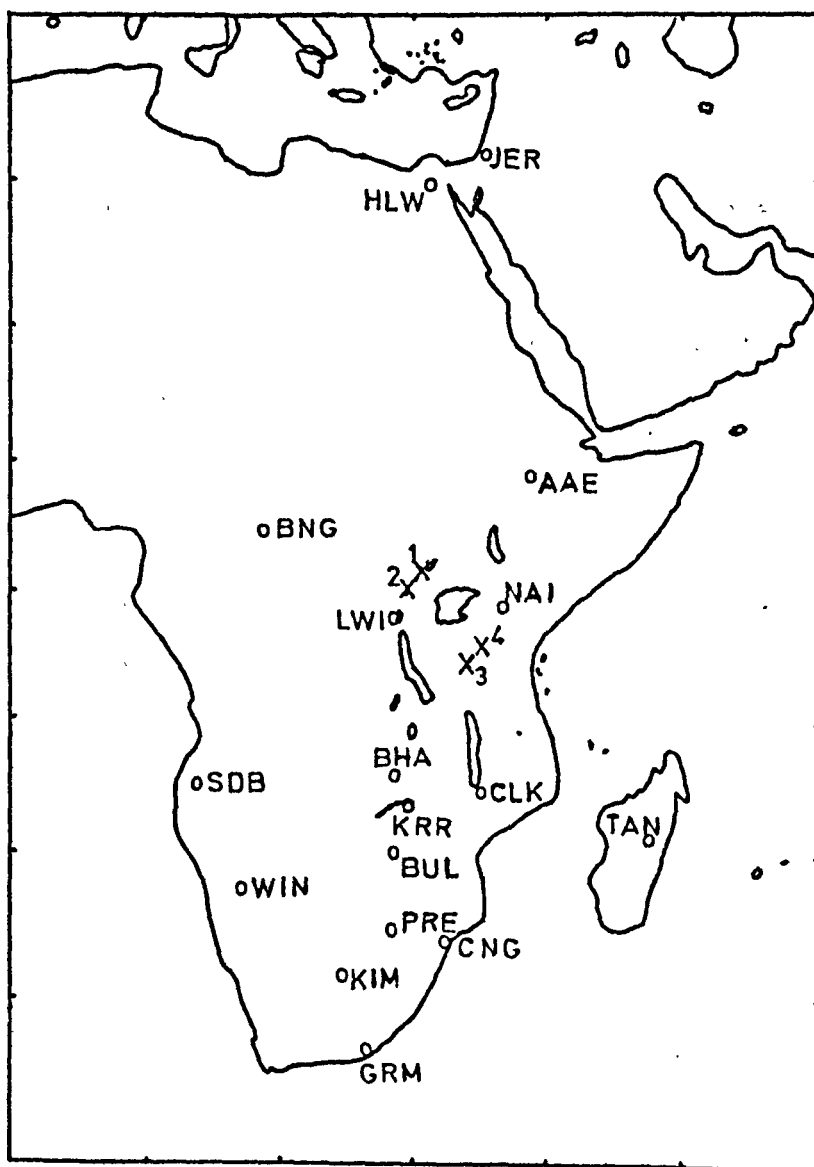 JER
HLW
AAE
BNG
1
2
NAI
LWI
4
3
BHA
SDB
CLK
KRR
TAN
BUL
WIN
PRE
CNG
KIM
GRM